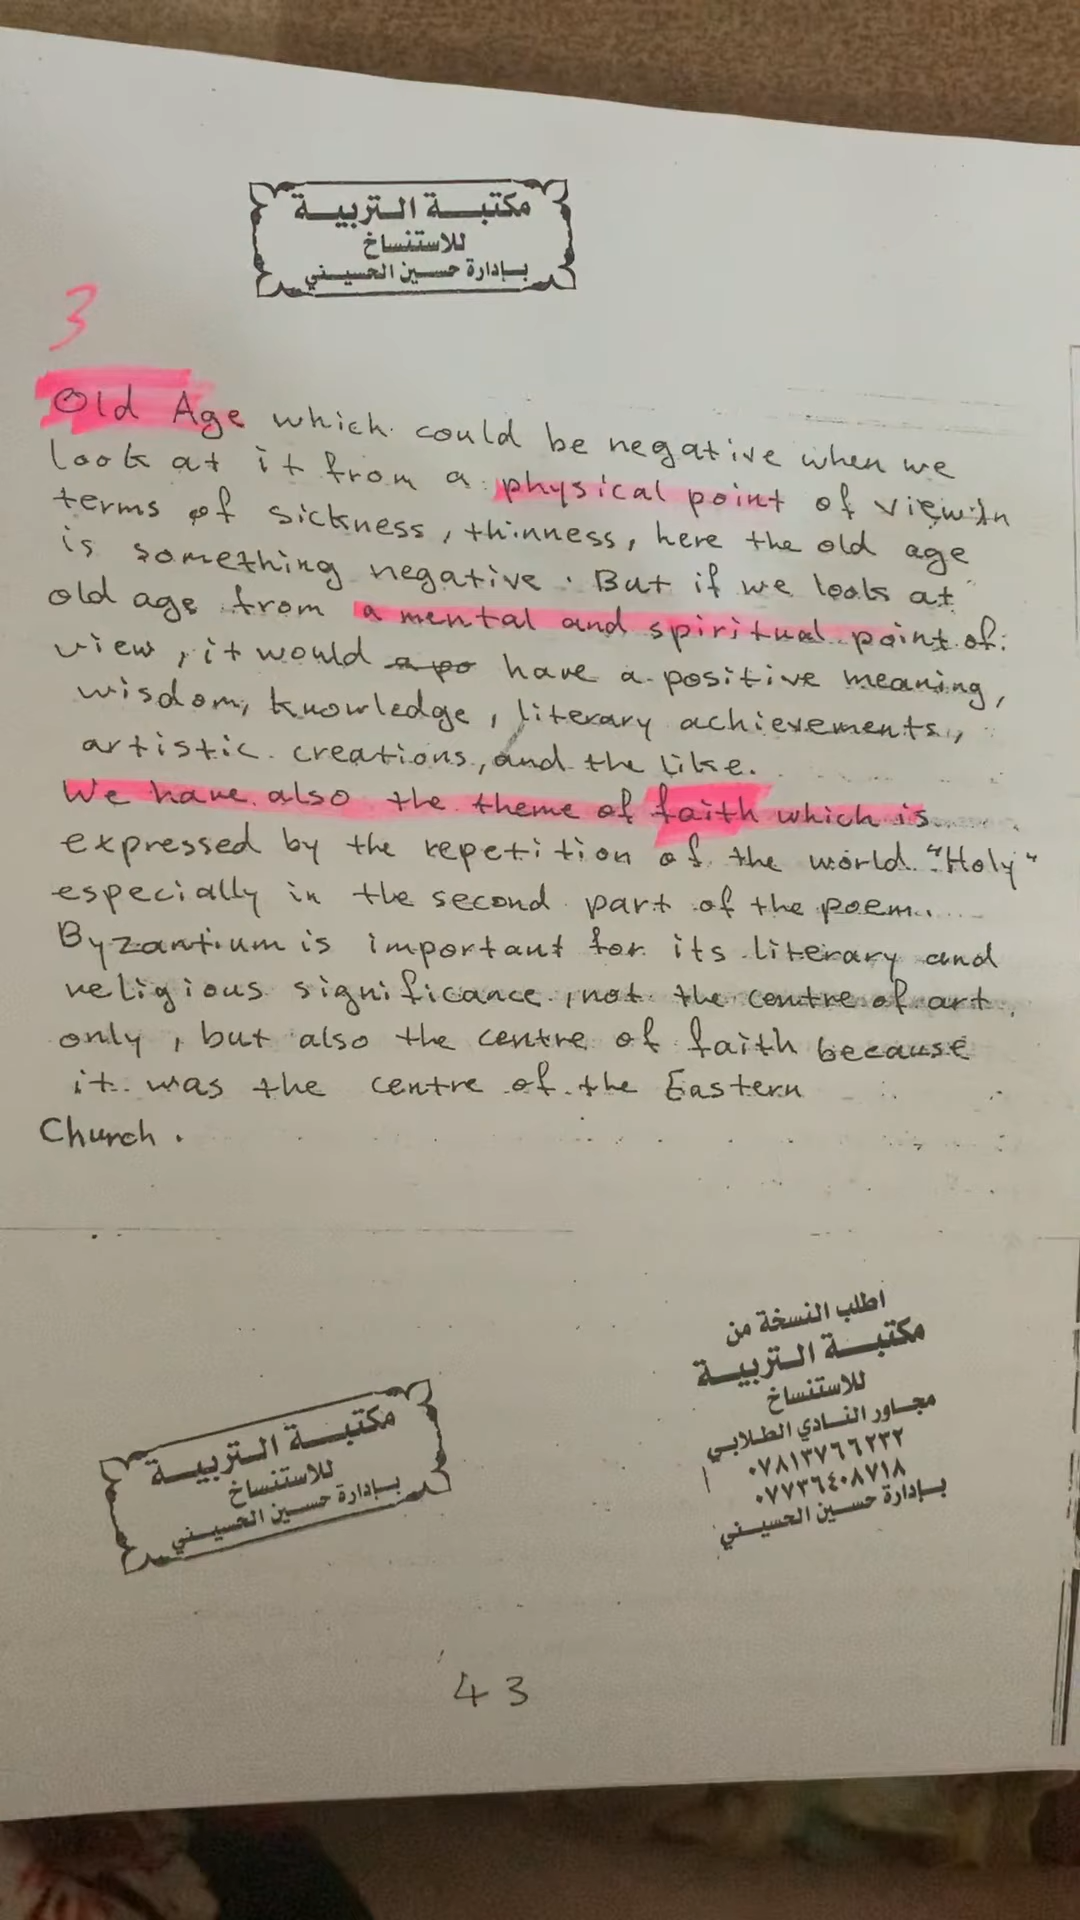 مكتبة التربية
للاستنساخ
بإدارة حسين الحسيني
3
Old Age which could be negative when we
look at it from a physical point of view in
terms of sickness, thinness, here the old age
is something negative. But if we looks at
old age from a mental and spiritual point of
view, it would a po have a positive meaning,
wisdom, knowledge, literary achievements,
artistic creations, and the like.
We have also the theme of faith which is
expressed by the repetition of the world "Holy"
especially in the second part of the poem.
Byzantium is important for its literary and
religious significance, not the centre of art
only, but also the centre of faith because
it was the centre of the Eastern
Church.
اطلب النسخة من
مكتبة التربية
للاستنساخ
مجاور النادي الطلابي
٠٧٨١٣٧٦٦٢٣٢
٠٧٧٣٦٤٠٨٧١٨
بإدارة حسين الحسيني
مكتبة التربية
للاستنساخ
بإدارة حسين الحسيني
43